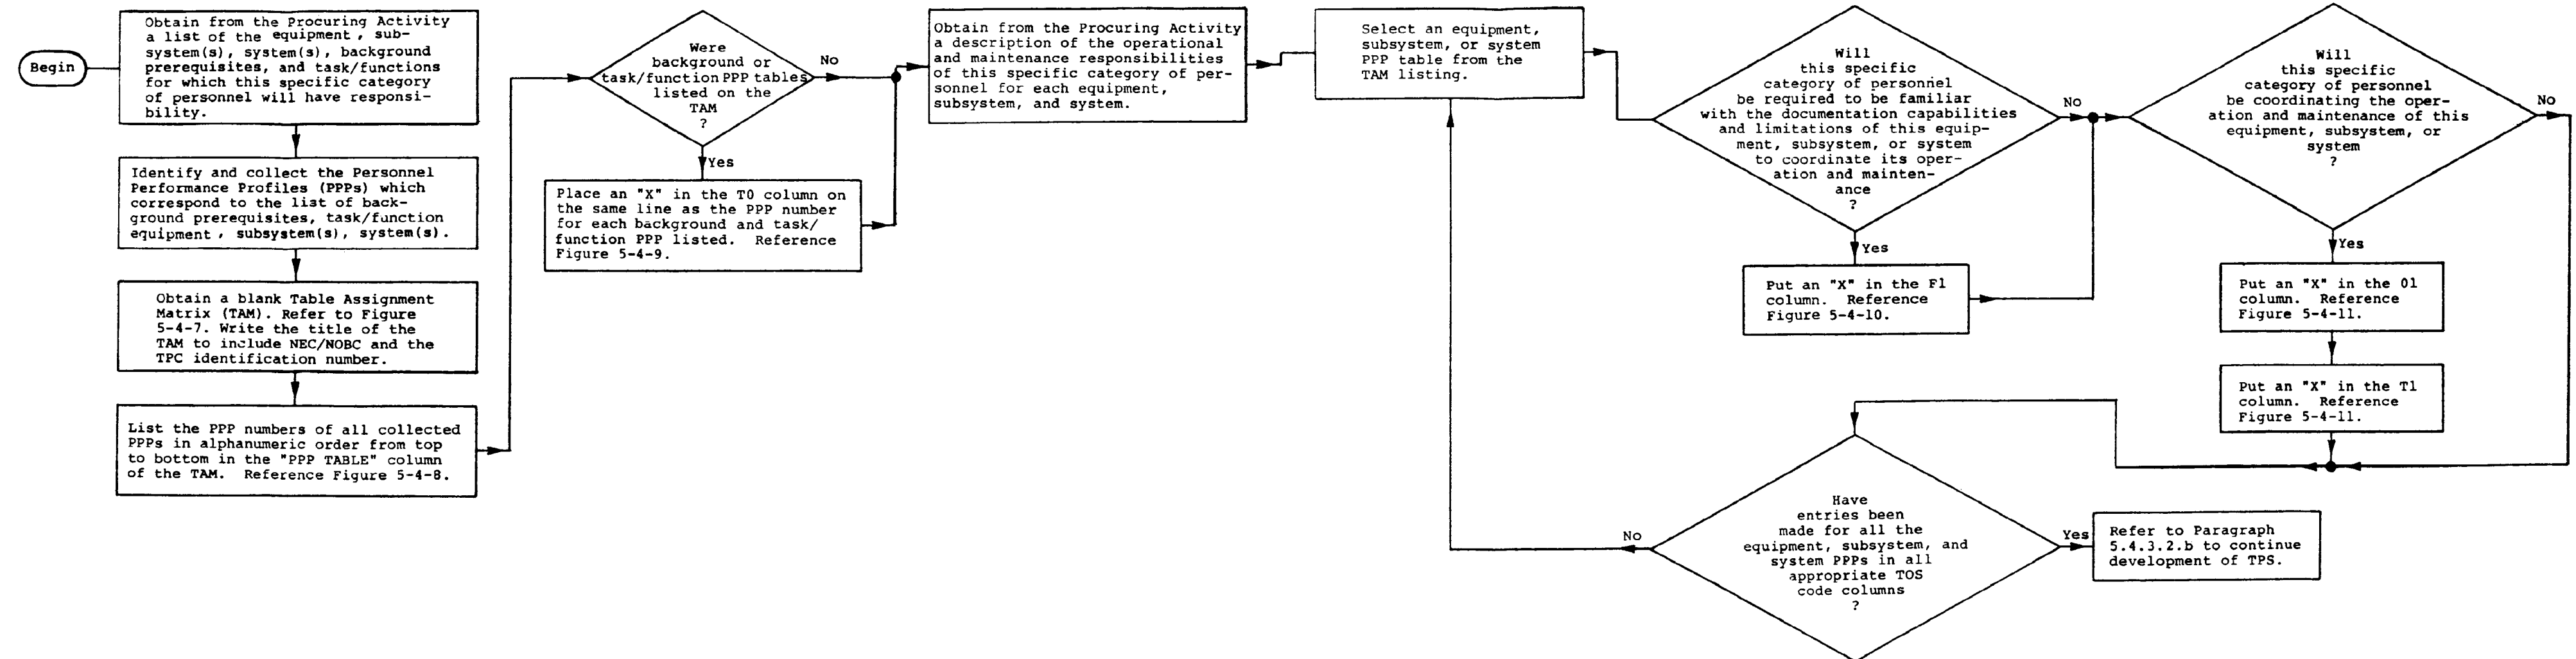 Begin
Obtain from the Procuring Activity
a list of the equipment, sub-
system(s), system(s), background
prerequisites, and task/functions
for which this specific category
of personnel will have responsi-
bility.
Identify and collect the Personnel
Performance Profiles (PPPs) which
correspond to the list of back-
ground prerequisites, task/function
equipment, subsystem(s), system(s).
Obtain a blank Table Assignment
Matrix (TAM). Refer to Figure
5-4-7. Write the title of the
TAM to include NEC/NOBC and the
TPC identification number.
List the PPP numbers of all collected
PPPs in alphanumeric order from top
to bottom in the "PPP TABLE" column
of the TAM. Reference Figure 5-4-8.
Were
background or
task/function PPP tables
listed on the
TAM
?
No
Yes
Place an "X" in the T0 column on
the same line as the PPP number
for each background and task/
function PPP listed. Reference
Figure 5-4-9.
Obtain from the Procuring Activity
a description of the operational
and maintenance responsibilities
of this specific category of per-
sonnel for each equipment,
subsystem, and system.
Select an equipment,
subsystem, or system
PPP table from the
TAM listing.
Will
this specific
category of personnel
be required to be familiar
with the documentation capabilities
and limitations of this equip-
ment, subsystem, or system
to coordinate its oper-
ation and mainten-
ance
?
No
Yes
Put an "X" in the F1
column. Reference
Figure 5-4-10.
Will
this specific
category of personnel
be coordinating the oper-
ation and maintenance of this
equipment, subsystem, or
system
?
No
Yes
Put an "X" in the 01
column. Reference
Figure 5-4-11.
Put an "X" in the T1
column. Reference
Figure 5-4-11.
Have
entries been
made for all the
equipment, subsystem, and
system PPPs in all
appropriate TOS
code columns
?
No
Yes
Refer to Paragraph
5.4.3.2.b to continue
development of TPS.